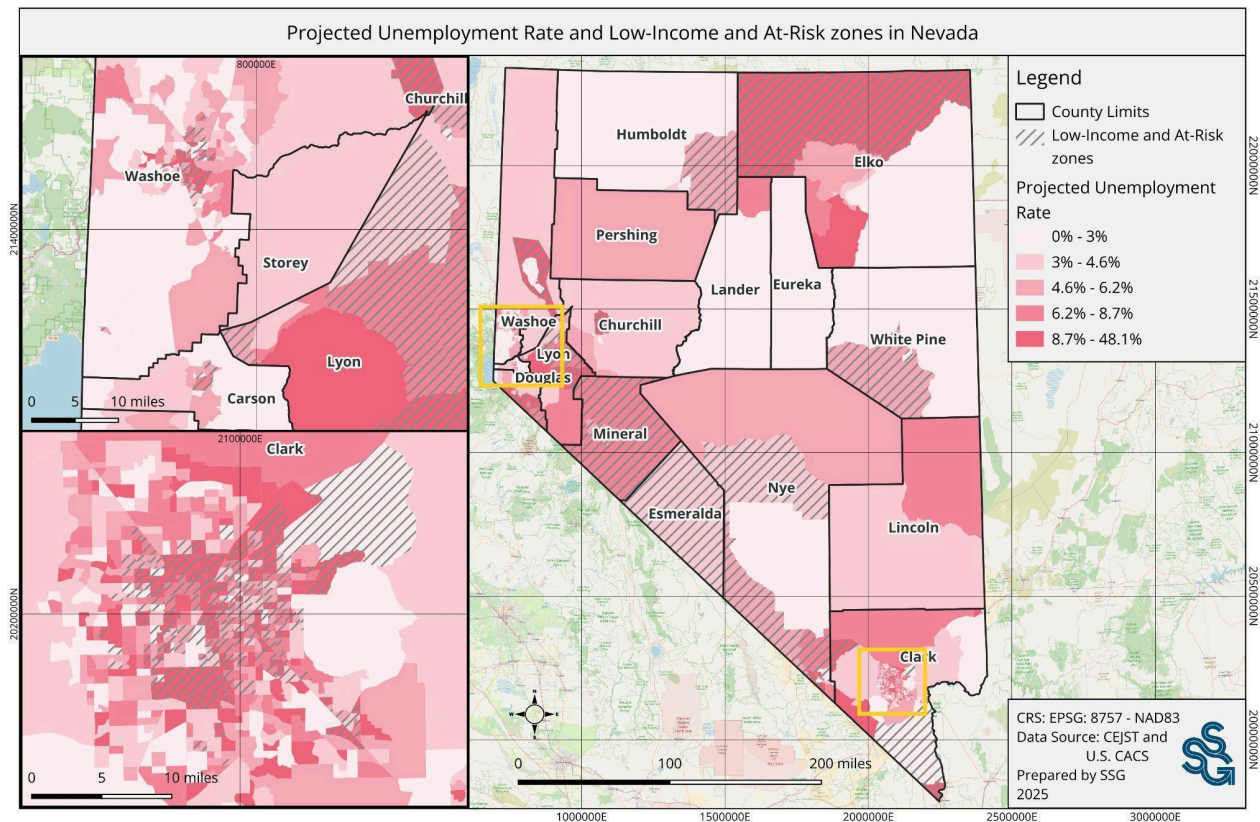 Projected Unemployment Rate and Low-Income and At-Risk zones in Nevada
800000E
Churchill
Washoe
2140000N
Storey
Lyon
Carson
0 5 10 miles
2100000E
Clark
2020000N
0 5 10 miles
Humboldt
Elko
Pershing
Lander
Eureka
Washoe
Churchill
Lyon
Douglas
White Pine
Mineral
Nye
Esmeralda
Lincoln
Clark
N
W E
S
0 100 200 miles
1000000E 1500000E 2000000E 2500000E 3000000E
2200000N
2150000N
2100000N
2050000N
2000000N
Legend
County Limits
Low-Income and At-Risk
zones
Projected Unemployment
Rate
0% - 3%
3% - 4.6%
4.6% - 6.2%
6.2% - 8.7%
8.7% - 48.1%
CRS: EPSG: 8757 - NAD83
Data Source: CEJST and
U.S. CACS
Prepared by SSG
2025
SSG